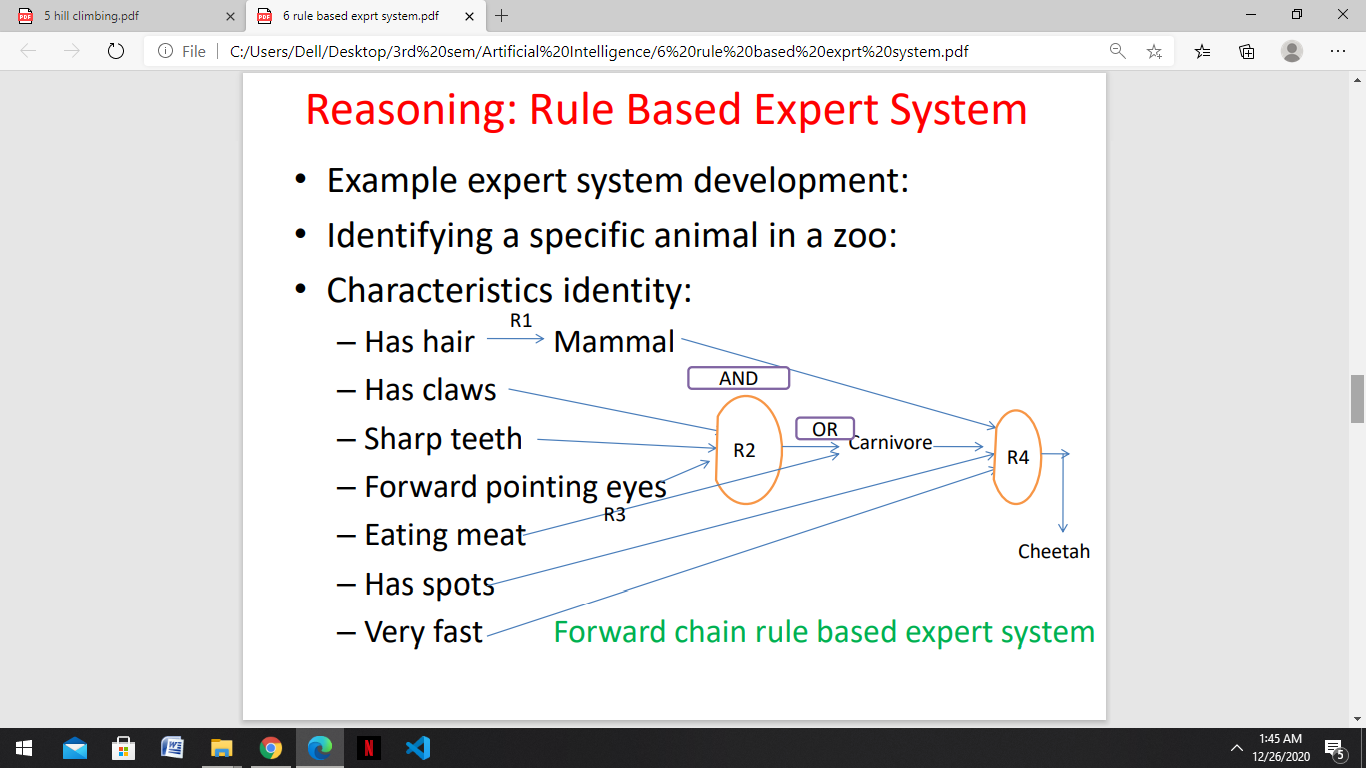 5 hill climbing.pdf
6 rule based exprt system.pdf
File
C:/Users/Dell/Desktop/3rd%20sem/Artificial%20Intelligence/6%20rule%20based%20exprt%20system.pdf
Reasoning: Rule Based Expert System
• Example expert system development:
• Identifying a specific animal in a zoo:
• Characteristics identity:
R1
– Has hair Mammal
AND
– Has claws
OR
– Sharp teeth
R2
Carnivore
R4
– Forward pointing eyes
R3
– Eating meat
Cheetah
– Has spots
– Very fast
Forward chain rule based expert system
1:45 AM
12/26/2020
5